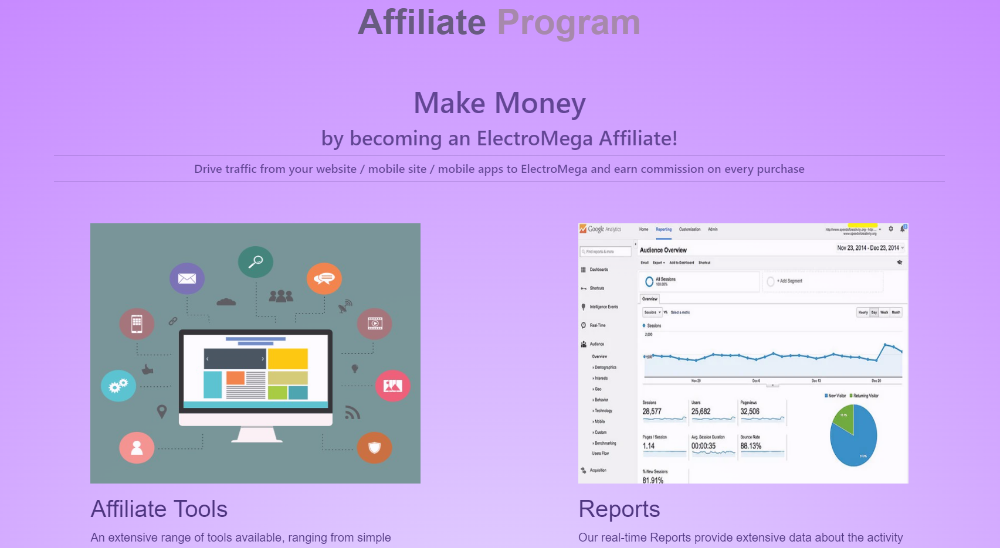 Affiliate Program
Make Money
by becoming an ElectroMega Affiliate!
Drive traffic from your website / mobile site / mobile apps to ElectroMega and earn commission on every purchase
Google Analytics
Home Reporting Customization Admin
Find reports & more
Audience Overview
Nov 23, 2014 - Dec 23, 2014
Email Export Add to Dashboard Shortcut
Dashboards
Shortcuts
Intelligence Events
Real-Time
Audience
Overview
Demographics
Interests
Geo
Behavior
Technology
Mobile
Custom
Benchmarking
Users Flow
Acquisition
All Sessions
100.00%
+ Add Segment
Overview
Sessions VS. Select a metric
Hourly Day Week Month
Sessions
2,000
1,000
Nov 29 Dec 6 Dec 13 Dec 20
New Visitor Returning Visitor
Sessions
28,577
Users
25,682
Pageviews
32,506
Pages / Session
1.14
Avg. Session Duration
00:00:35
Bounce Rate
88.13%
% New Sessions
81.91%
Affiliate Tools
An extensive range of tools available, ranging from simple
Reports
Our real-time Reports provide extensive data about the activity